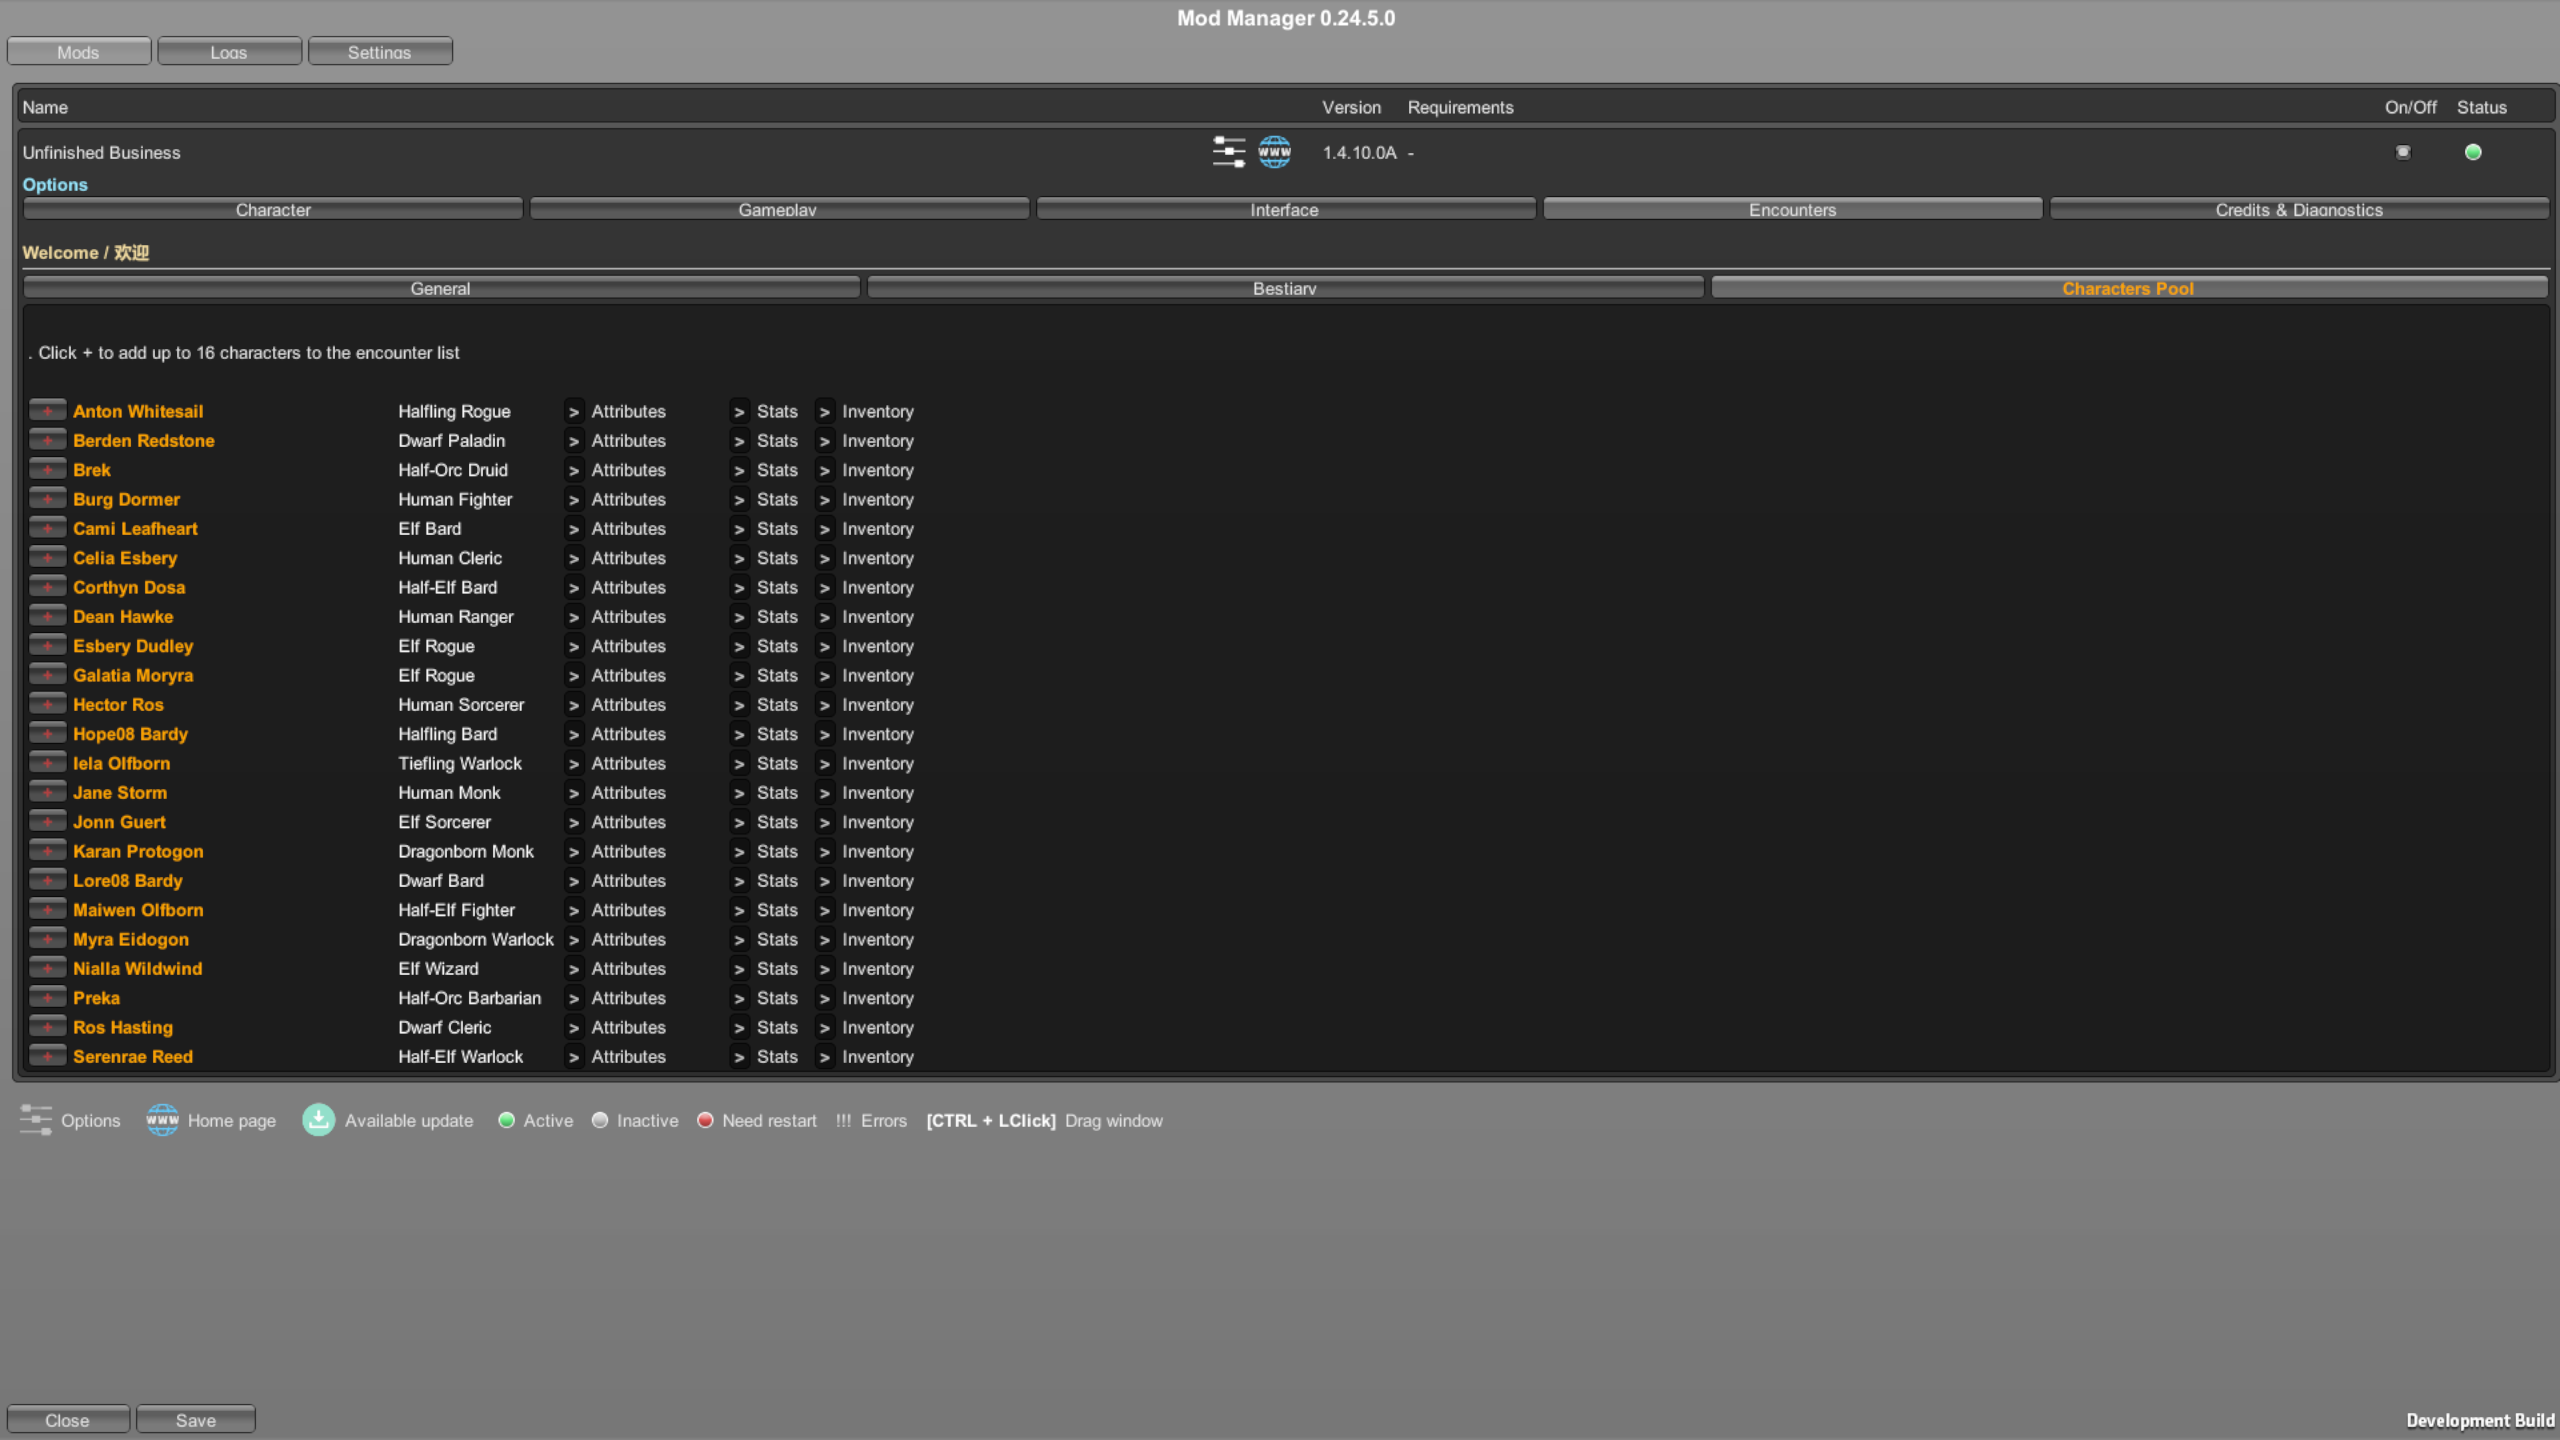 Mod Manager 0.24.5.0
Mods Logs Settings
Name Version Requirements On/Off Status
Unfinished Business WWW 1.4.10.0A -
Options
Character Gameplay Interface Encounters Credits & Diagnostics
Welcome / 欢迎
General Bestiary Characters Pool
. Click + to add up to 16 characters to the encounter list
+ Anton Whitesail Halfling Rogue > Attributes > Stats > Inventory
+ Berden Redstone Dwarf Paladin > Attributes > Stats > Inventory
+ Brek Half-Orc Druid > Attributes > Stats > Inventory
+ Burg Dormer Human Fighter > Attributes > Stats > Inventory
+ Cami Leafheart Elf Bard > Attributes > Stats > Inventory
+ Celia Esbery Human Cleric > Attributes > Stats > Inventory
+ Corthyn Dosa Half-Elf Bard > Attributes > Stats > Inventory
+ Dean Hawke Human Ranger > Attributes > Stats > Inventory
+ Esbery Dudley Elf Rogue > Attributes > Stats > Inventory
+ Galatia Moryra Elf Rogue > Attributes > Stats > Inventory
+ Hector Ros Human Sorcerer > Attributes > Stats > Inventory
+ Hope08 Bardy Halfling Bard > Attributes > Stats > Inventory
+ Iela Olfborn Tiefling Warlock > Attributes > Stats > Inventory
+ Jane Storm Human Monk > Attributes > Stats > Inventory
+ Jonn Guert Elf Sorcerer > Attributes > Stats > Inventory
+ Karan Protogon Dragonborn Monk > Attributes > Stats > Inventory
+ Lore08 Bardy Dwarf Bard > Attributes > Stats > Inventory
+ Maiwen Olfborn Half-Elf Fighter > Attributes > Stats > Inventory
+ Myra Eidogon Dragonborn Warlock > Attributes > Stats > Inventory
+ Nialla Wildwind Elf Wizard > Attributes > Stats > Inventory
+ Preka Half-Orc Barbarian > Attributes > Stats > Inventory
+ Ros Hasting Dwarf Cleric > Attributes > Stats > Inventory
+ Serenrae Reed Half-Elf Warlock > Attributes > Stats > Inventory
Options WWW Home page Available update Active Inactive Need restart !!! Errors [CTRL + LClick] Drag window
Close Save Development Build